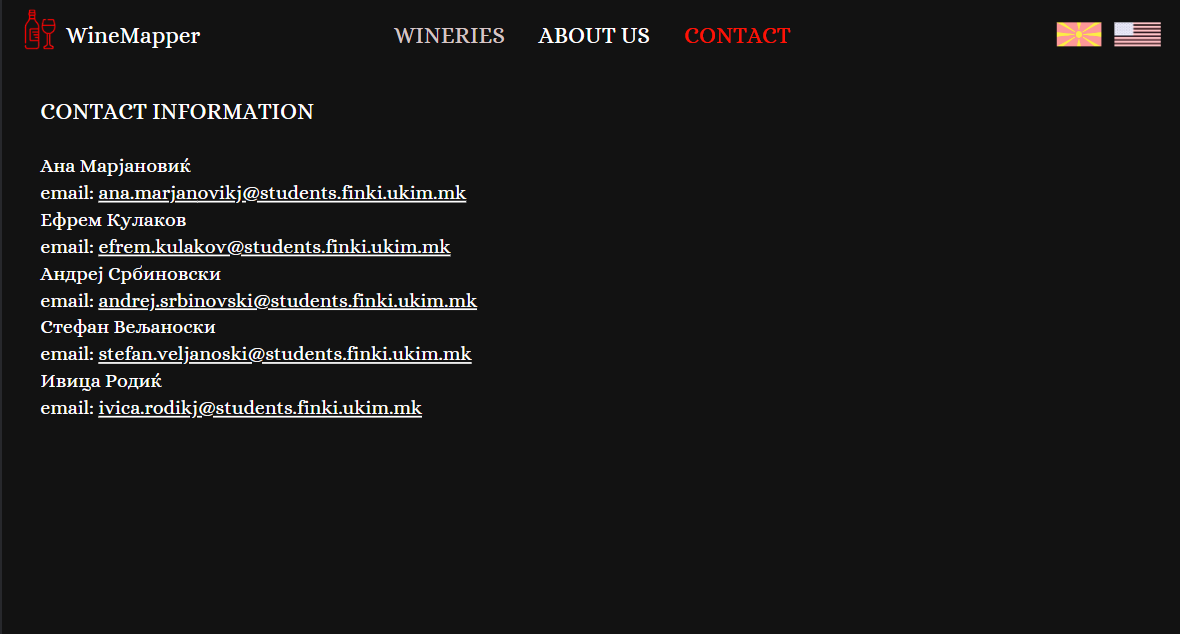 WineMapper
WINERIES ABOUT US CONTACT
CONTACT INFORMATION
Ана Марјановиќ
email: ana.marjanovikj@students.finki.ukim.mk
Ефрем Кулаков
email: efrem.kulakov@students.finki.ukim.mk
Андреј Србиновски
email: andrej.srbinovski@students.finki.ukim.mk
Стефан Вељаноски
email: stefan.veljanoski@students.finki.ukim.mk
Ивица Родиќ
email: ivica.rodikj@students.finki.ukim.mk